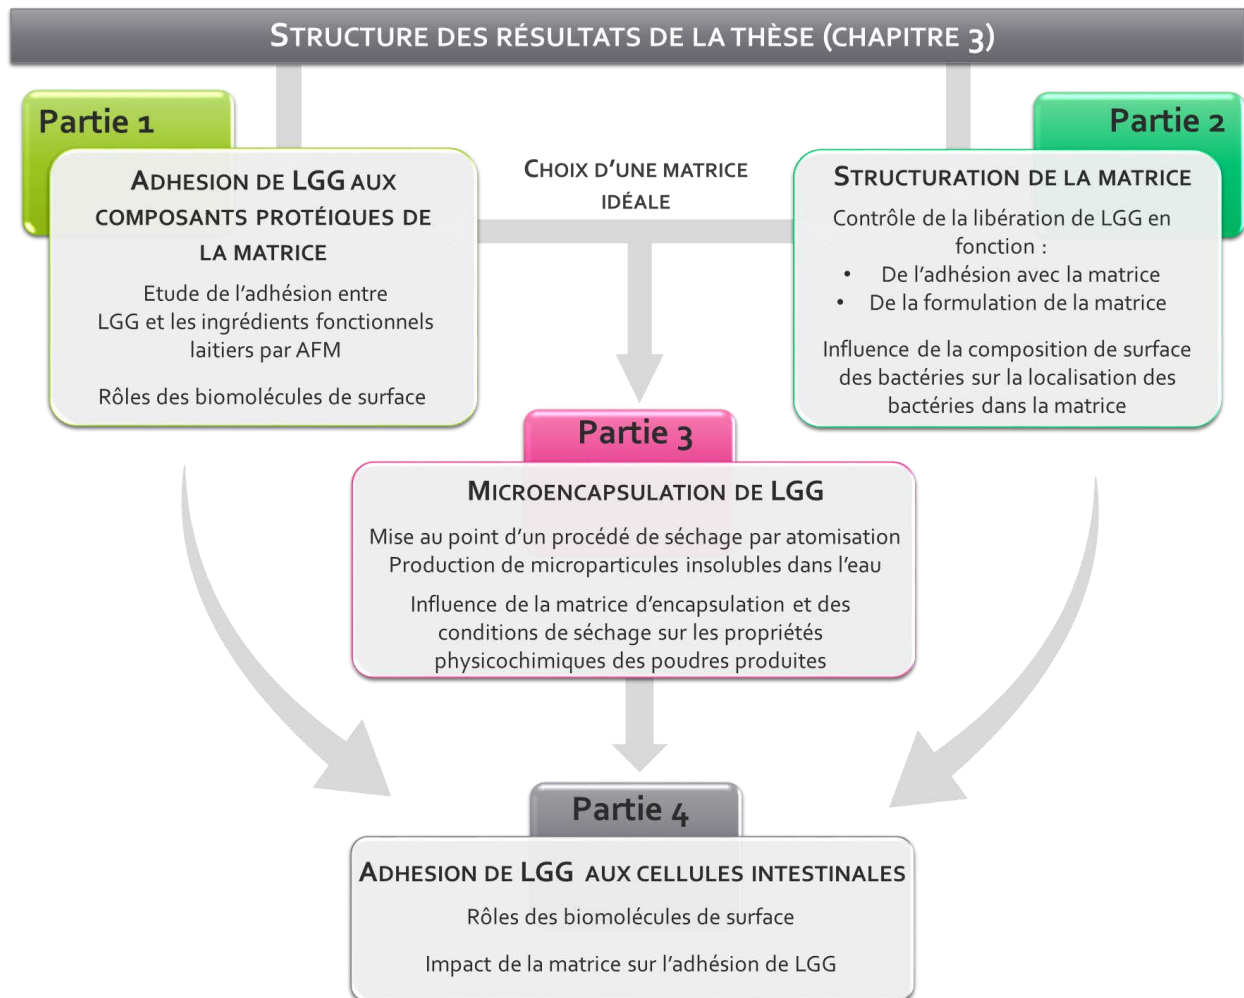 STRUCTURE DES RÉSULTATS DE LA THÈSE (CHAPITRE 3)
Partie 1
ADHESION DE LGG AUX
COMPOSANTS PROTÉIQUES DE
LA MATRICE
Etude de l'adhésion entre
LGG et les ingrédients fonctionnels
laitiers par AFM
Rôles des biomolécules de surface
CHOIX D'UNE MATRICE
IDÉALE
Partie 2
STRUCTURATION DE LA MATRICE
Contrôle de la libération de LGG en
fonction :
• De l'adhésion avec la matrice
• De la formulation de la matrice
Influence de la composition de surface
des bactéries sur la localisation des
bactéries dans la matrice
Partie 3
MICROENCAPSULATION DE LGG
Mise au point d'un procédé de séchage par atomisation
Production de microparticules insolubles dans l'eau
Influence de la matrice d'encapsulation et des
conditions de séchage sur les propriétés
physicochimiques des poudres produites
Partie 4
ADHESION DE LGG AUX CELLULES INTESTINALES
Rôles des biomolécules de surface
Impact de la matrice sur l'adhésion de LGG